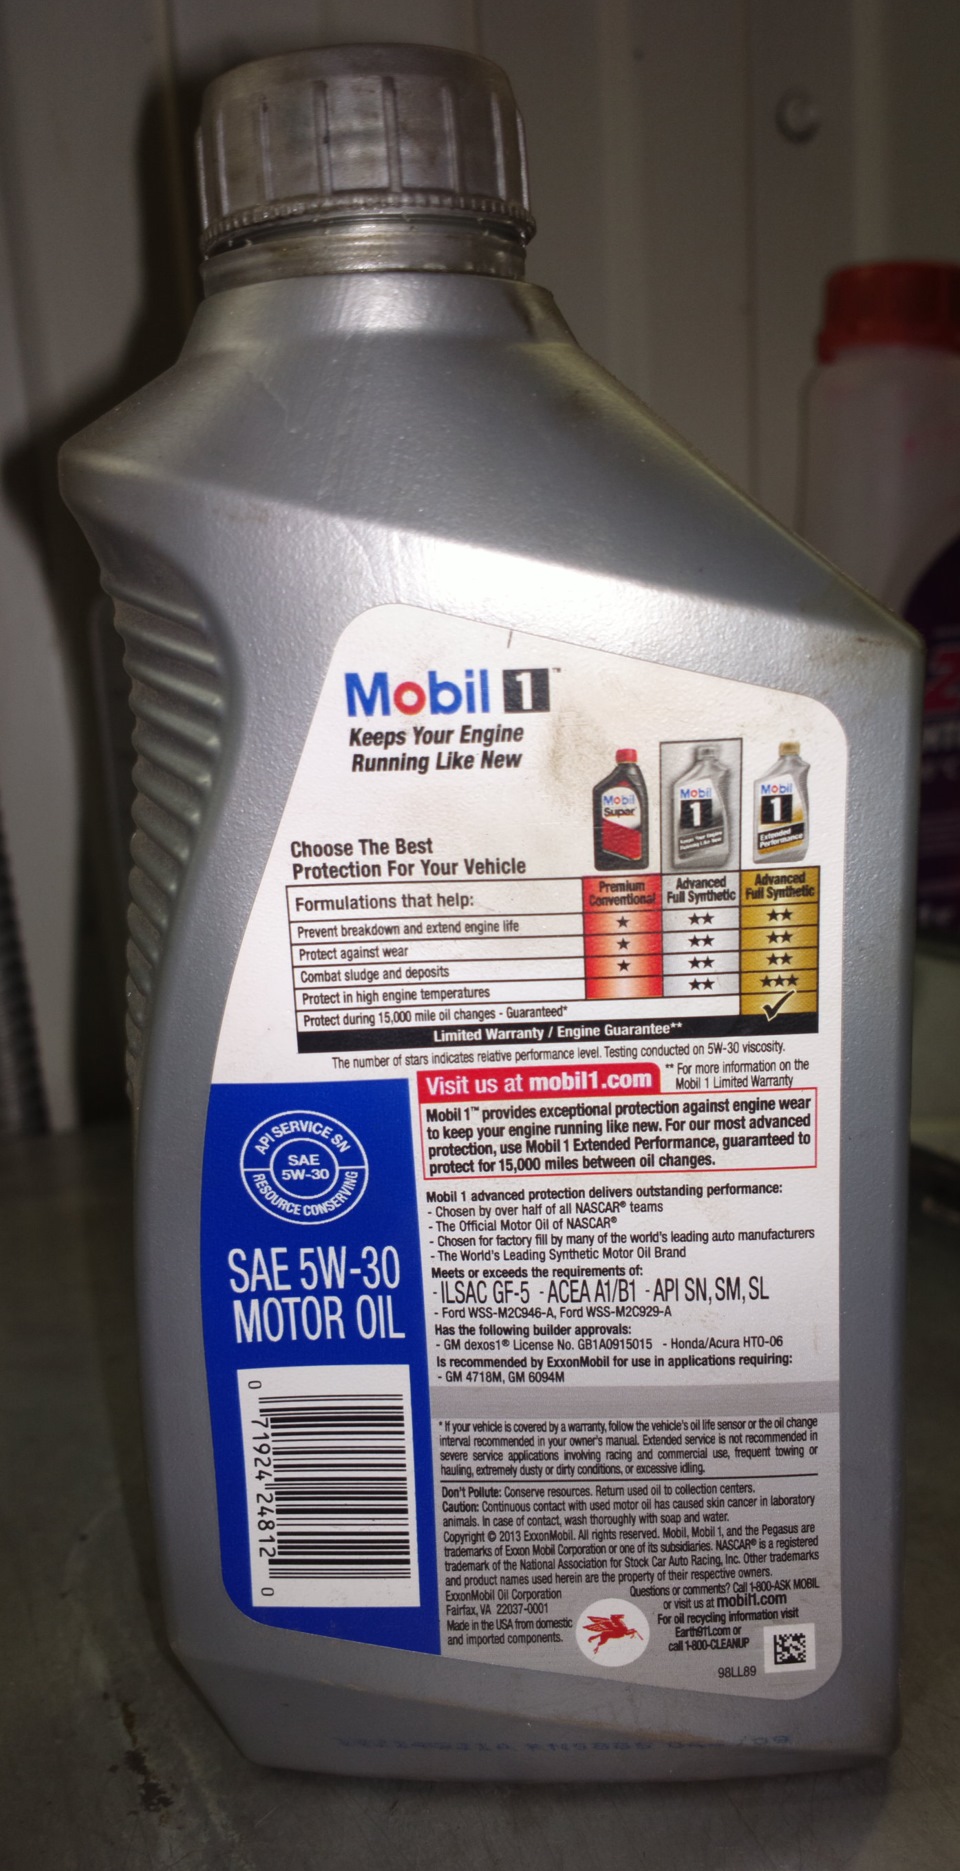 Mobil 1™
Keeps Your Engine
Running Like New
Mobil
Super
Mobil
1
Keeps Your Engine
Running Like New
Mobil
1
Extended
Performance
Choose The Best
Protection For Your Vehicle
Formulations that help:
Premium
Conventional
Advanced
Full Synthetic
Advanced
Full Synthetic
Prevent breakdown and extend engine life ★ ★★ ★★
Protect against wear ★ ★★ ★★
Combat sludge and deposits ★ ★★ ★★
Protect in high engine temperatures ★★ ★★★
Protect during 15,000 mile oil changes - Guaranteed* ✓
Limited Warranty / Engine Guarantee**
The number of stars indicates relative performance level. Testing conducted on 5W-30 viscosity.
Visit us at mobil1.com
** For more information on the
Mobil 1 Limited Warranty
Mobil 1™ provides exceptional protection against engine wear
to keep your engine running like new. For our most advanced
protection, use Mobil 1 Extended Performance, guaranteed to
protect for 15,000 miles between oil changes.
API SERVICE SN
SAE
5W-30
RESOURCE CONSERVING
SAE 5W-30
MOTOR OIL
Mobil 1 advanced protection delivers outstanding performance:
- Chosen by over half of all NASCAR® teams
- The Official Motor Oil of NASCAR®
- Chosen for factory fill by many of the world's leading auto manufacturers
- The World's Leading Synthetic Motor Oil Brand
Meets or exceeds the requirements of:
- ILSAC GF-5 - ACEA A1/B1 - API SN, SM, SL
- Ford WSS-M2C946-A, Ford WSS-M2C929-A
Has the following builder approvals:
- GM dexos1® License No. GB1A0915015 - Honda/Acura HTO-06
Is recommended by ExxonMobil for use in applications requiring:
- GM 4718M, GM 6094M
0 71924 24812 0
* If your vehicle is covered by a warranty, follow the vehicle's oil life sensor or the oil change
interval recommended in your owner's manual. Extended service is not recommended in
severe service applications involving racing and commercial use, frequent towing or
hauling, extremely dusty or dirty conditions, or excessive idling.
Don't Pollute: Conserve resources. Return used oil to collection centers.
Caution: Continuous contact with used motor oil has caused skin cancer in laboratory
animals. In case of contact, wash thoroughly with soap and water.
Copyright © 2013 ExxonMobil. All rights reserved. Mobil, Mobil 1, and the Pegasus are
trademarks of Exxon Mobil Corporation or one of its subsidiaries. NASCAR® is a registered
trademark of the National Association for Stock Car Auto Racing, Inc. Other trademarks
and product names used herein are the property of their respective owners.
ExxonMobil Oil Corporation
Fairfax, VA 22037-0001
Made in the USA from domestic
and imported components.
Questions or comments? Call 1-800-ASK MOBIL
or visit us at mobil1.com
For oil recycling information visit
Earth911.com or
call 1-800-CLEANUP
98LL89